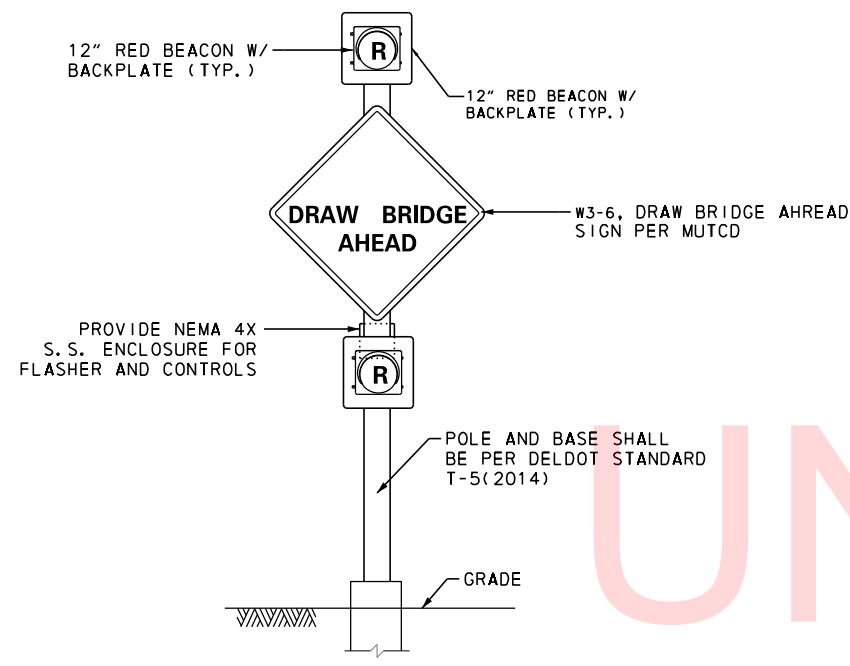 12" RED BEACON W/
BACKPLATE (TYP.)
R
12" RED BEACON W/
BACKPLATE (TYP.)
DRAW BRIDGE
AHEAD
W3-6, DRAW BRIDGE AHREAD
SIGN PER MUTCD
PROVIDE NEMA 4X
S.S. ENCLOSURE FOR
FLASHER AND CONTROLS
R
POLE AND BASE SHALL
BE PER DELDOT STANDARD
T-5(2014)
GRADE